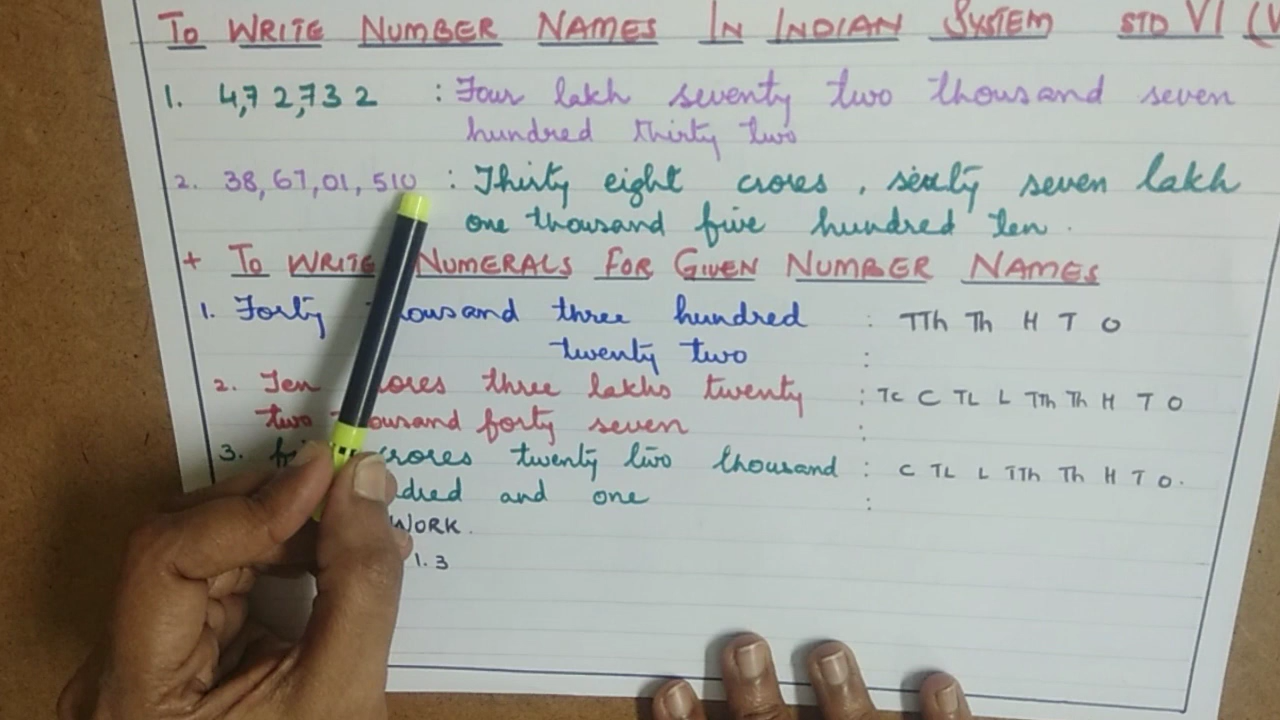 TO WRITE NUMBER NAMES IN INDIAN SYSTEM STD VI
1. 4,72,732 : Four lakh seventy two thousand seven
hundred thirty two
2. 38,67,01,510 : Thirty eight crores, sixty seven lakh
one thousand five hundred ten.
+ TO WRITE NUMERALS FOR GIVEN NUMBER NAMES
1. Forty thousand three hundred : TTh Th H T O
twenty two :
2. Ten crores three lakhs twenty : TC C TL L TTh Th H T O
two thousand forty seven :
3. crores twenty two thousand : C TL L TTh Th H T O.
and one :
WORK.
1.3